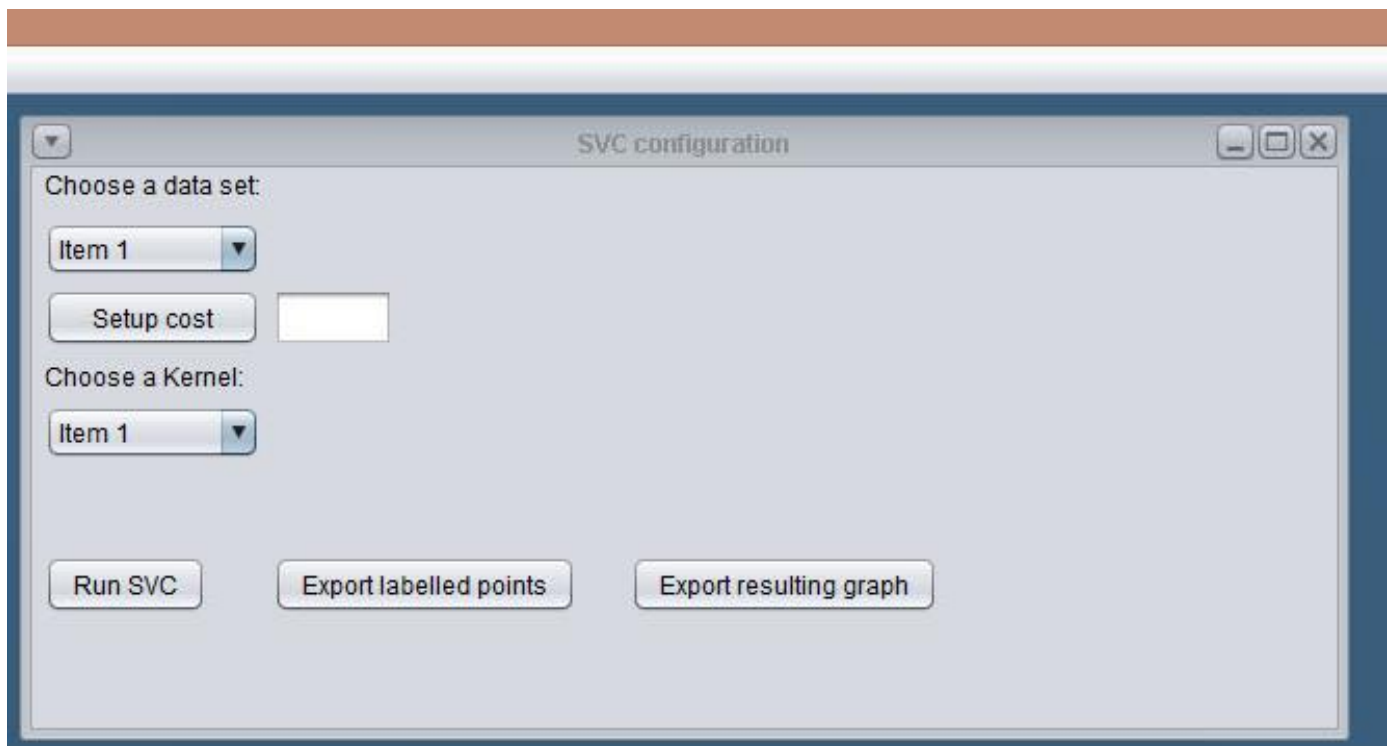 SVC configuration
Choose a data set:
Item 1
Setup cost
Choose a Kernel:
Item 1
Run SVC Export labelled points Export resulting graph